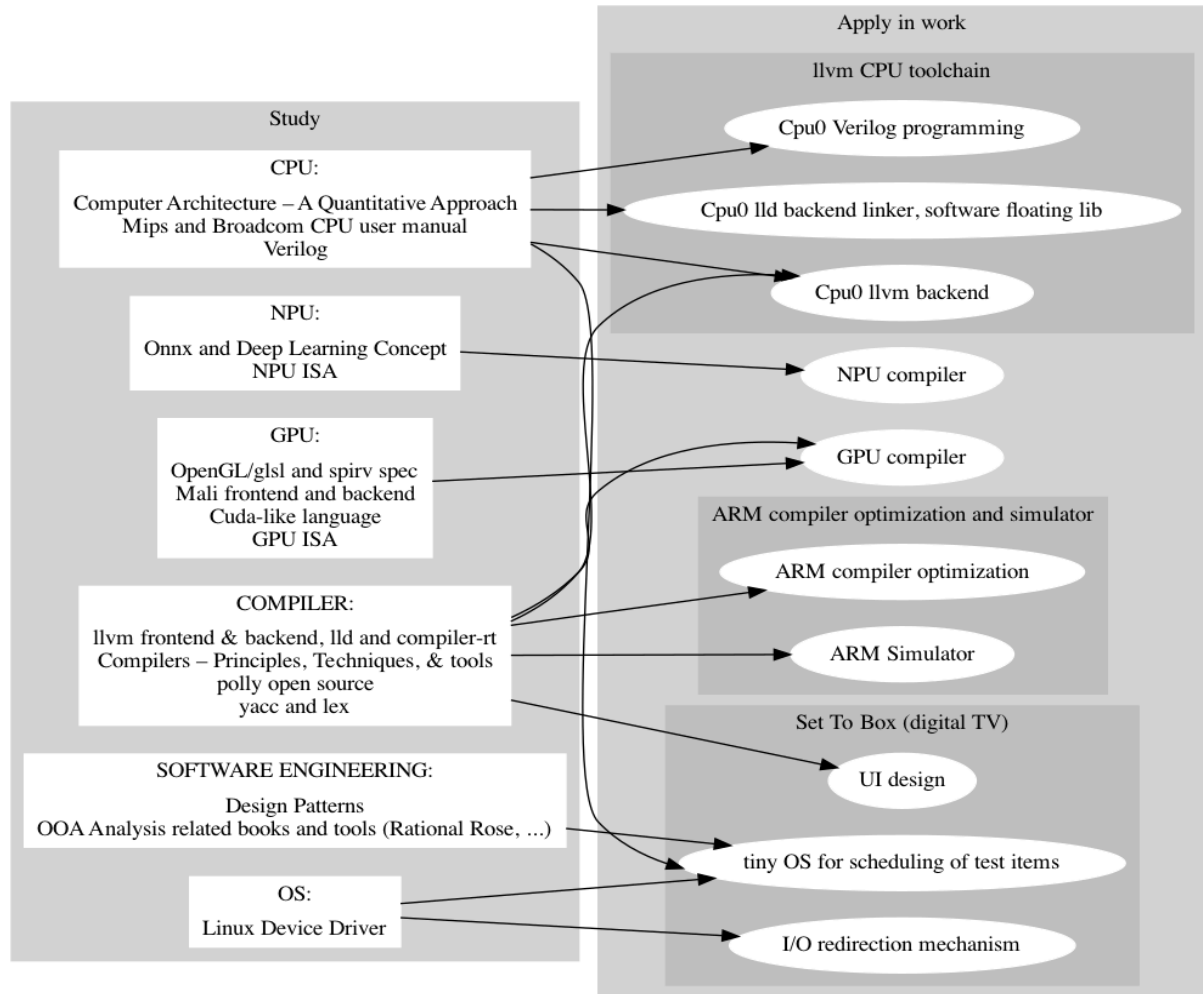 Study
CPU:
Computer Architecture – A Quantitative Approach
Mips and Broadcom CPU user manual
Verilog
NPU:
Onnx and Deep Learning Concept
NPU ISA
GPU:
OpenGL/glsl and spirv spec
Mali frontend and backend
Cuda-like language
GPU ISA
COMPILER:
llvm frontend & backend, lld and compiler-rt
Compilers – Principles, Techniques, & tools
polly open source
yacc and lex
SOFTWARE ENGINEERING:
Design Patterns
OOA Analysis related books and tools (Rational Rose, ...)
OS:
Linux Device Driver
Apply in work
llvm CPU toolchain
Cpu0 Verilog programming
Cpu0 lld backend linker, software floating lib
Cpu0 llvm backend
NPU compiler
GPU compiler
ARM compiler optimization and simulator
ARM compiler optimization
ARM Simulator
Set To Box (digital TV)
UI design
tiny OS for scheduling of test items
I/O redirection mechanism